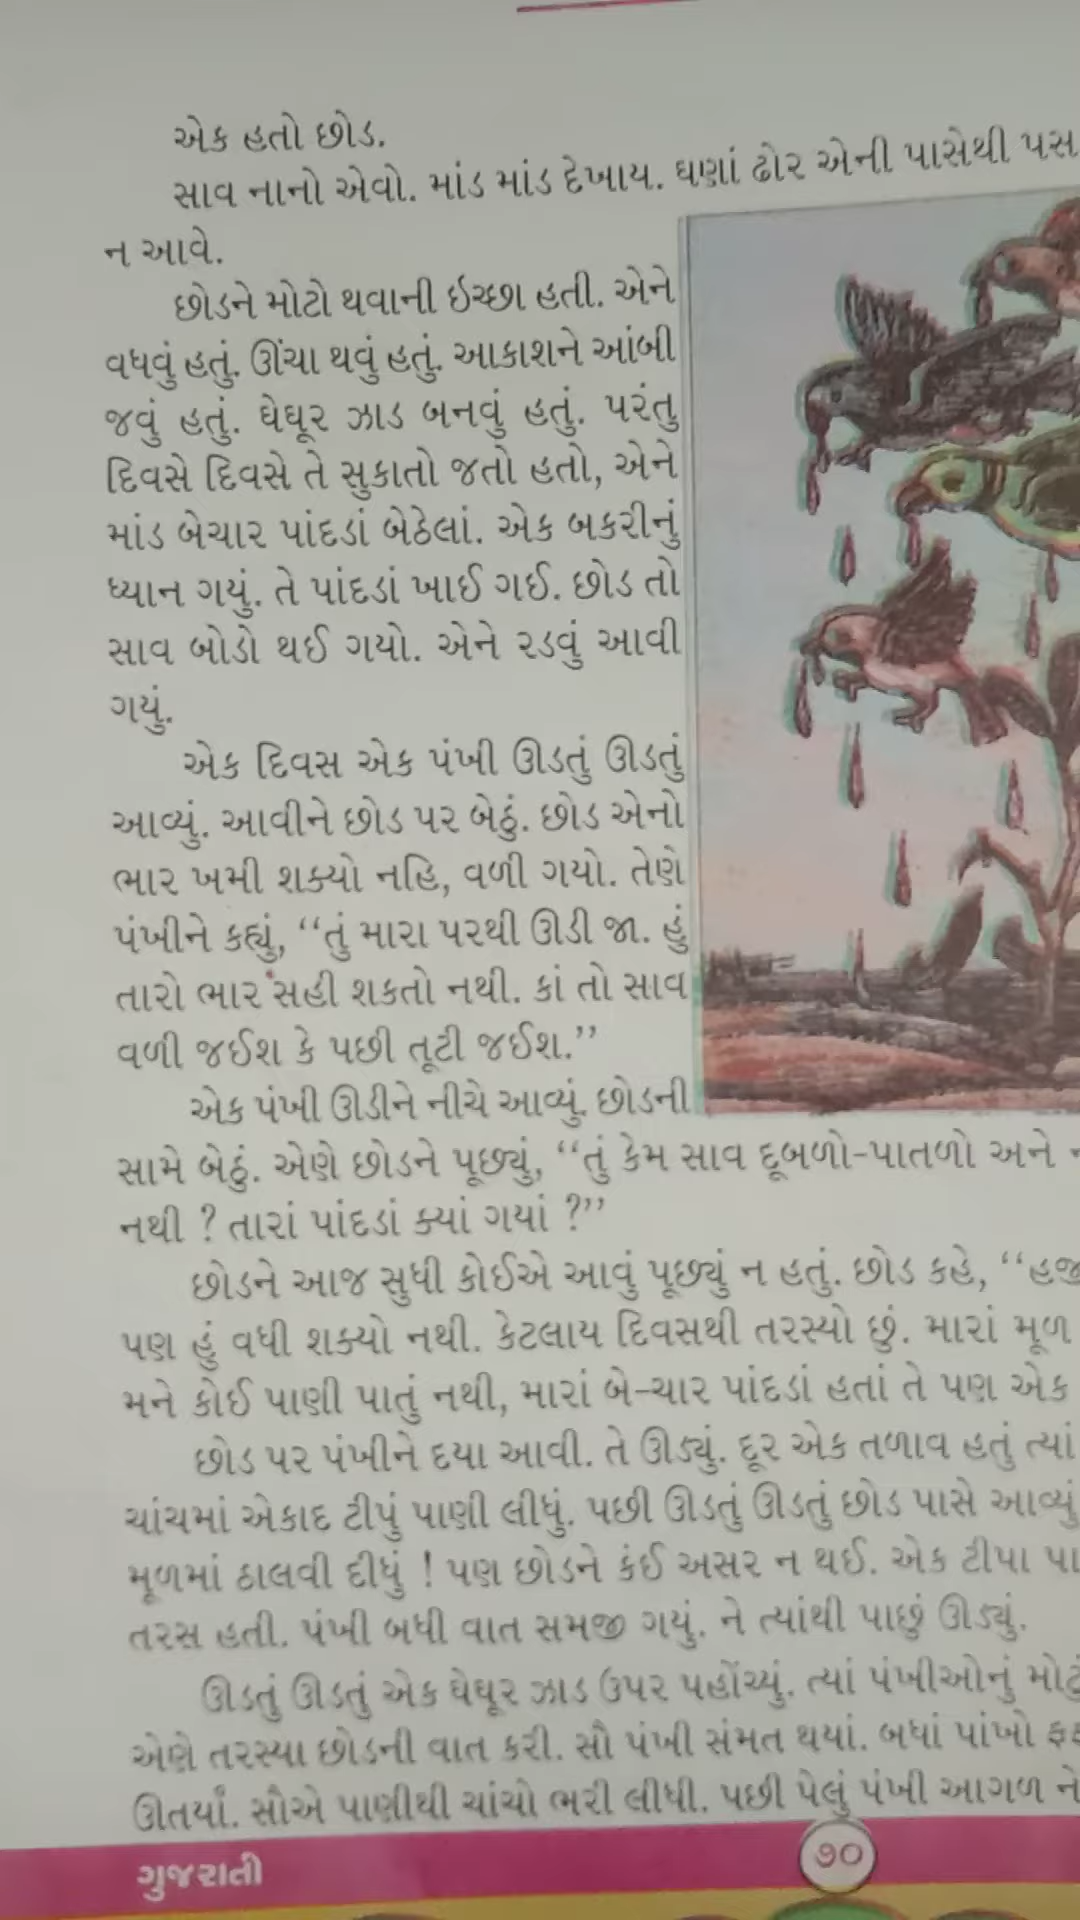 એક હતો છોડ.
સાવ નાનો એવો. માંડ માંડ દેખાય. ઘણાં ઢોર એની પાસેથી
ન આવે.
છોડને મોટો થવાની ઇચ્છા હતી. એને
વધવું હતું. ઊંચા થવું હતું. આકાશને આંબી
જવું હતું. ઘેઘૂર ઝાડ બનવું હતું. પરંતુ
દિવસે દિવસે તે સુકાતો જતો હતો, એને
માંડ બેચાર પાંદડાં બેઠેલાં. એક બકરીનું
ધ્યાન ગયું. તે પાંદડાં ખાઈ ગઈ. છોડ તો
સાવ બોડો થઈ ગયો. એને રડવું આવી
ગયું.
એક દિવસ એક પંખી ઊડતું ઊડતું
આવ્યું. આવીને છોડ પર બેઠું. છોડ એનો
ભાર ખમી શક્યો નહિ, વળી ગયો. તેણે
પંખીને કહ્યું, “તું મારા પરથી ઊડી જા. હું
તારો ભાર સહી શકતો નથી. કાં તો સાવ
વળી જઈશ કે પછી તૂટી જઈશ.”
એક પંખી ઊડીને નીચે આવ્યું. છોડની
સામે બેઠું. એણે છોડને પૂછ્યું, “તું કેમ સાવ દૂબળો-પાતળો અને
નથી ? તારાં પાંદડાં ક્યાં ગયાં ?”
છોડને આજ સુધી કોઈએ આવું પૂછ્યું ન હતું. છોડ કહે, “હજી
પણ હું વધી શક્યો નથી. કેટલાય દિવસથી તરસ્યો છું. મારાં મૂળ
મને કોઈ પાણી પાતું નથી, મારાં બે-ચાર પાંદડાં હતાં તે પણ એક
છોડ પર પંખીને દયા આવી. તે ઊડ્યું. દૂર એક તળાવ હતું ત્યાં
ચાંચમાં એકાદ ટીપું પાણી લીધું. પછી ઊડતું ઊડતું છોડ પાસે આવ્યું
મૂળમાં ઠાલવી દીધું ! પણ છોડને કંઈ અસર ન થઈ. એક ટીપા
તરસ હતી. પંખી બધી વાત સમજી ગયું. ને ત્યાંથી પાછું ઊડ્યું.
ઊડતું ઊડતું એક ઘેઘૂર ઝાડ ઉપર પહોંચ્યું. ત્યાં પંખીઓનું મોટું
એણે તરસ્યા છોડની વાત કરી. સૌ પંખી સંમત થયાં. બધાં પાંખો
ઊતર્યાં. સૌએ પાણીથી ચાંચો ભરી લીધી. પછી પેલું પંખી આગળ ને
ગુજરાતી
૭૦